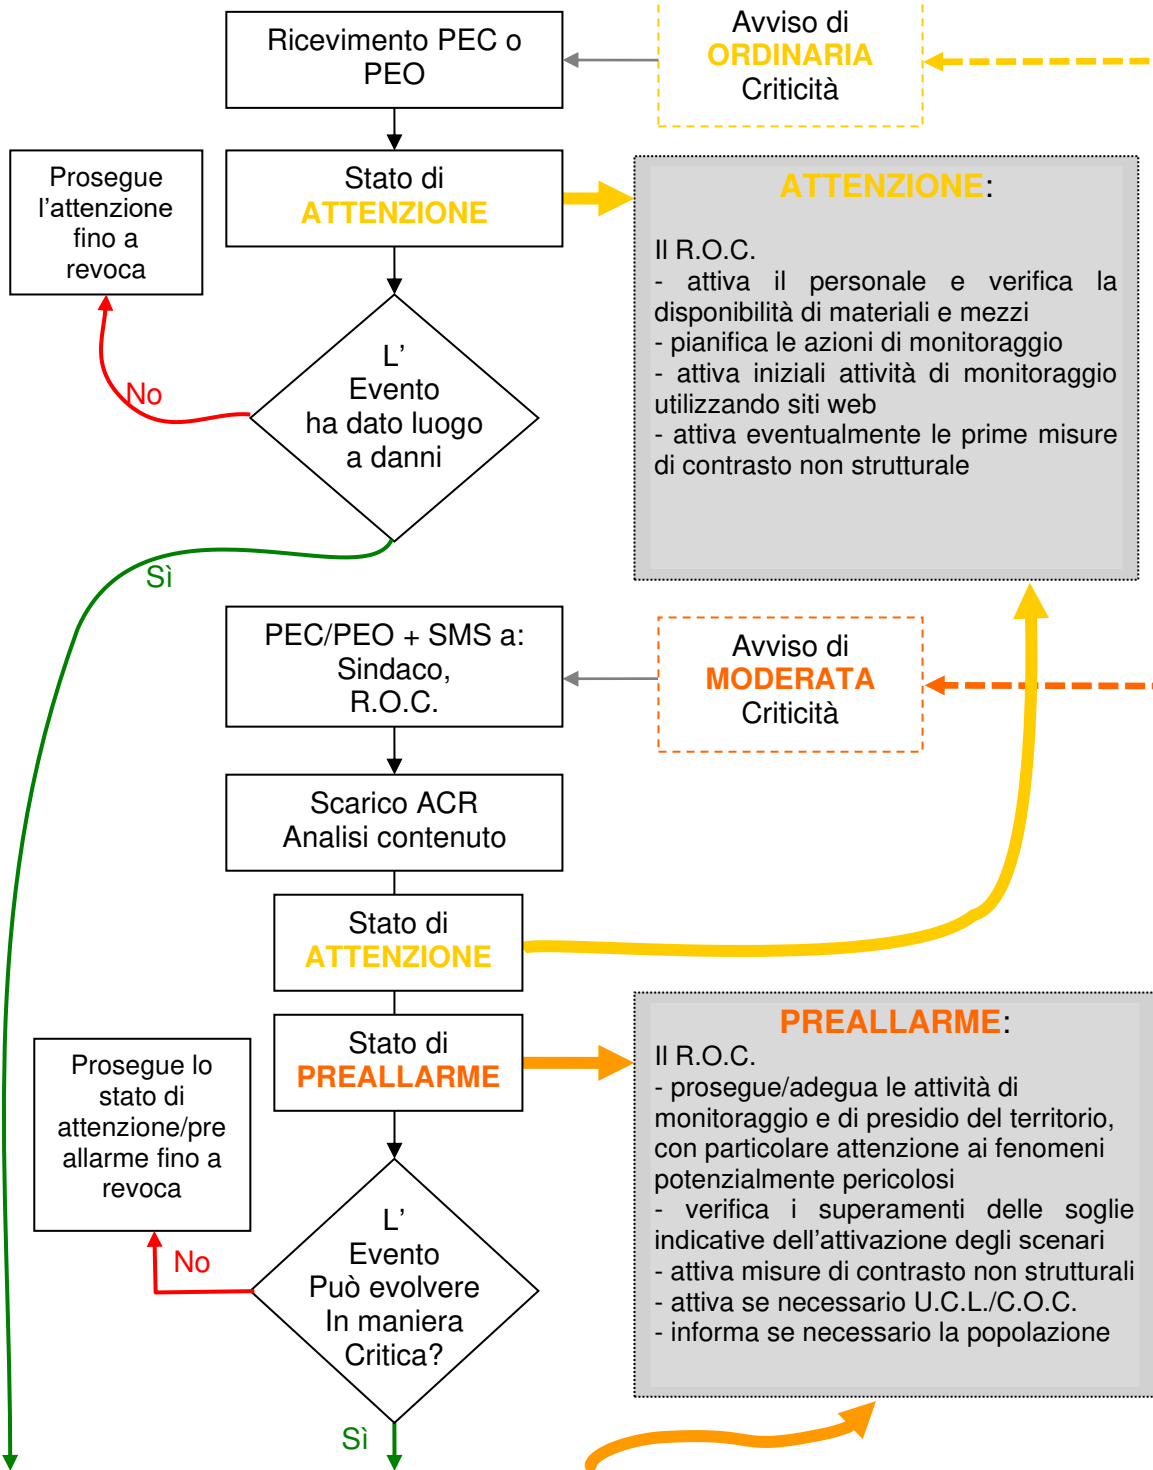 Ricevimento PEC o
PEO
Avviso di
ORDINARIA
Criticità
Prosegue
l'attenzione
fino a
revoca
Stato di
ATTENZIONE
ATTENZIONE:
Il R.O.C.
- attiva il personale e verifica la
disponibilità di materiali e mezzi
- pianifica le azioni di monitoraggio
- attiva iniziali attività di monitoraggio
utilizzando siti web
- attiva eventualmente le prime misure
di contrasto non strutturale
L'
Evento
ha dato luogo
a danni
No
Sì
PEC/PEO + SMS a:
Sindaco,
R.O.C.
Avviso di
MODERATA
Criticità
Scarico ACR
Analisi contenuto
Stato di
ATTENZIONE
Stato di
PREALLARME
PREALLARME:
Il R.O.C.
- prosegue/adegua le attività di
monitoraggio e di presidio del territorio,
con particolare attenzione ai fenomeni
potenzialmente pericolosi
- verifica i superamenti delle soglie
indicative dell'attivazione degli scenari
- attiva misure di contrasto non strutturali
- attiva se necessario U.C.L./C.O.C.
- informa se necessario la popolazione
Prosegue lo
stato di
attenzione/pre
allarme fino a
revoca
No
L'
Evento
Può evolvere
In maniera
Critica?
Sì